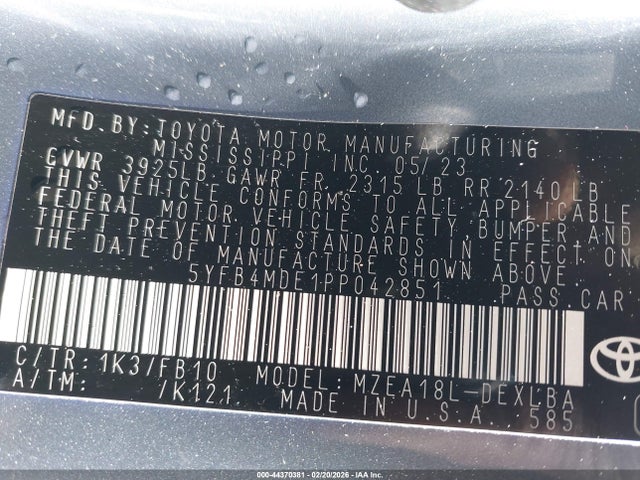 MFD.BY:TOYOTA MOTOR MANUFACTURING
MISSISSIPPI INC 05/23
GVWR 3925LB GAWR FR 2315 LB RR 2140 LB
THIS VEHICLE CONFORMS TO ALL APPLICABLE
FEDERAL MOTOR VEHICLE SAFETY BUMPER AND
THEFT PREVENTION STANDARDS IN EFFECT ON
THE DATE OF MANUFACTURE SHOWN ABOVE.
5YFB4MDE1PP042851 PASS.CAR
C/TR: 1K3/FB10 MODEL: MZEA18L-DEXLBA
A/TM: /K121 MADE IN U.S.A. 585
000-44370381 - 02/20/2026 - IAA Inc.